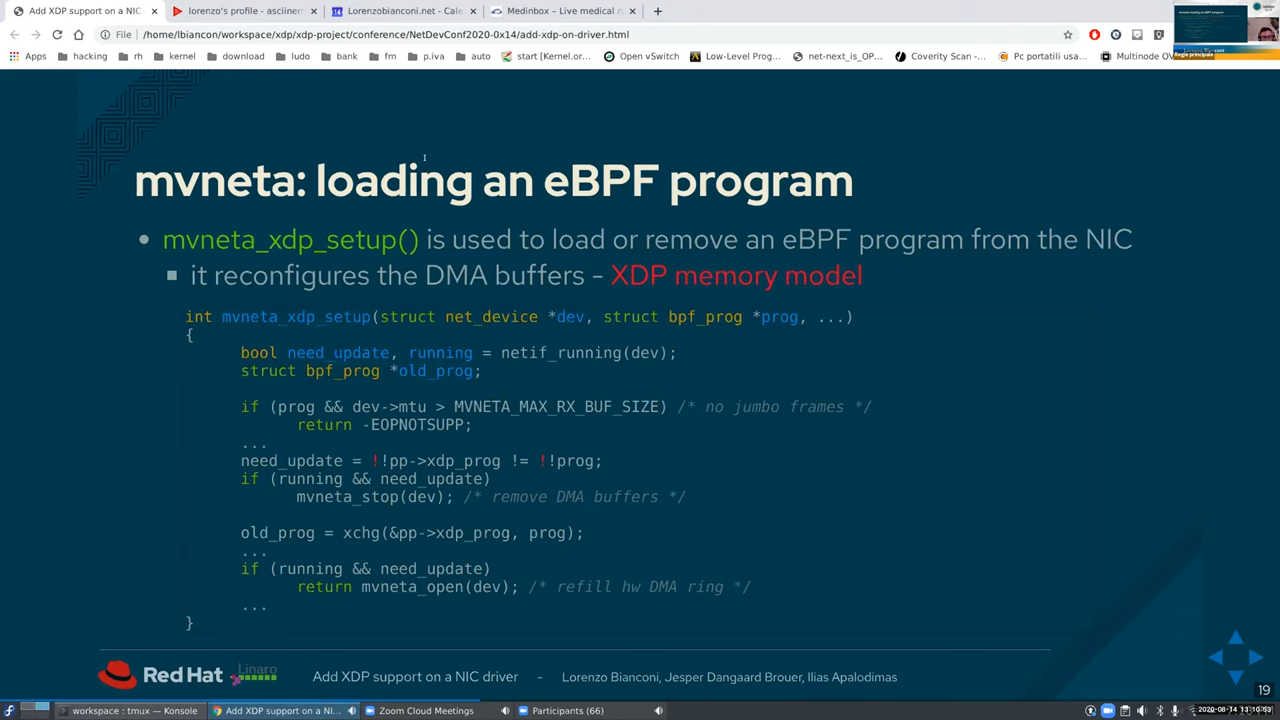 Add XDP support on a NIC
lorenzo's profile - asciinem
Lorenzobianconi.net - Cale
Medinbox – Live medical n
File
/home/lbiancon/workspace/xdp/xdp-project/conference/NetDevConf2020/
-add-xdp-on-driver.html
Apps
hacking
rh
kernel
download
ludo
bank
p.iva
start [Kernel.org...
Open vSwitch
Low-Level Prog...
net-next_is_OP...
Coverity Scan -...
Pc portatili usa...
Multinode OV
mvneta: loading an eBPF program
mvneta_xdp_setup() is used to load or remove an eBPF program from the NIC
it reconfigures the DMA buffers - XDP memory model
int mvneta_xdp_setup(struct net_device *dev, struct bpf_prog *prog, ...)
{
bool need_update, running = netif_running(dev);
struct bpf_prog *old_prog;
if (prog && dev->mtu > MVNETA_MAX_RX_BUF_SIZE) /* no jumbo frames */
return -EOPNOTSUPP;
...
need_update = !!pp->xdp_prog != !!prog;
if (running && need_update)
mvneta_stop(dev); /* remove DMA buffers */
old_prog = xchg(&pp->xdp_prog, prog);
...
if (running && need_update)
return mvneta_open(dev); /* refill hw DMA ring */
...
}
Red Hat
Linaro
Add XDP support on a NIC driver - Lorenzo Bianconi, Jesper Dangaard Brouer, Ilias Apalodimas
19
workspace : tmux — Konsole
Add XDP support on a NI...
Zoom Cloud Meetings
Participants (66)
2020-08-14 13:10:53